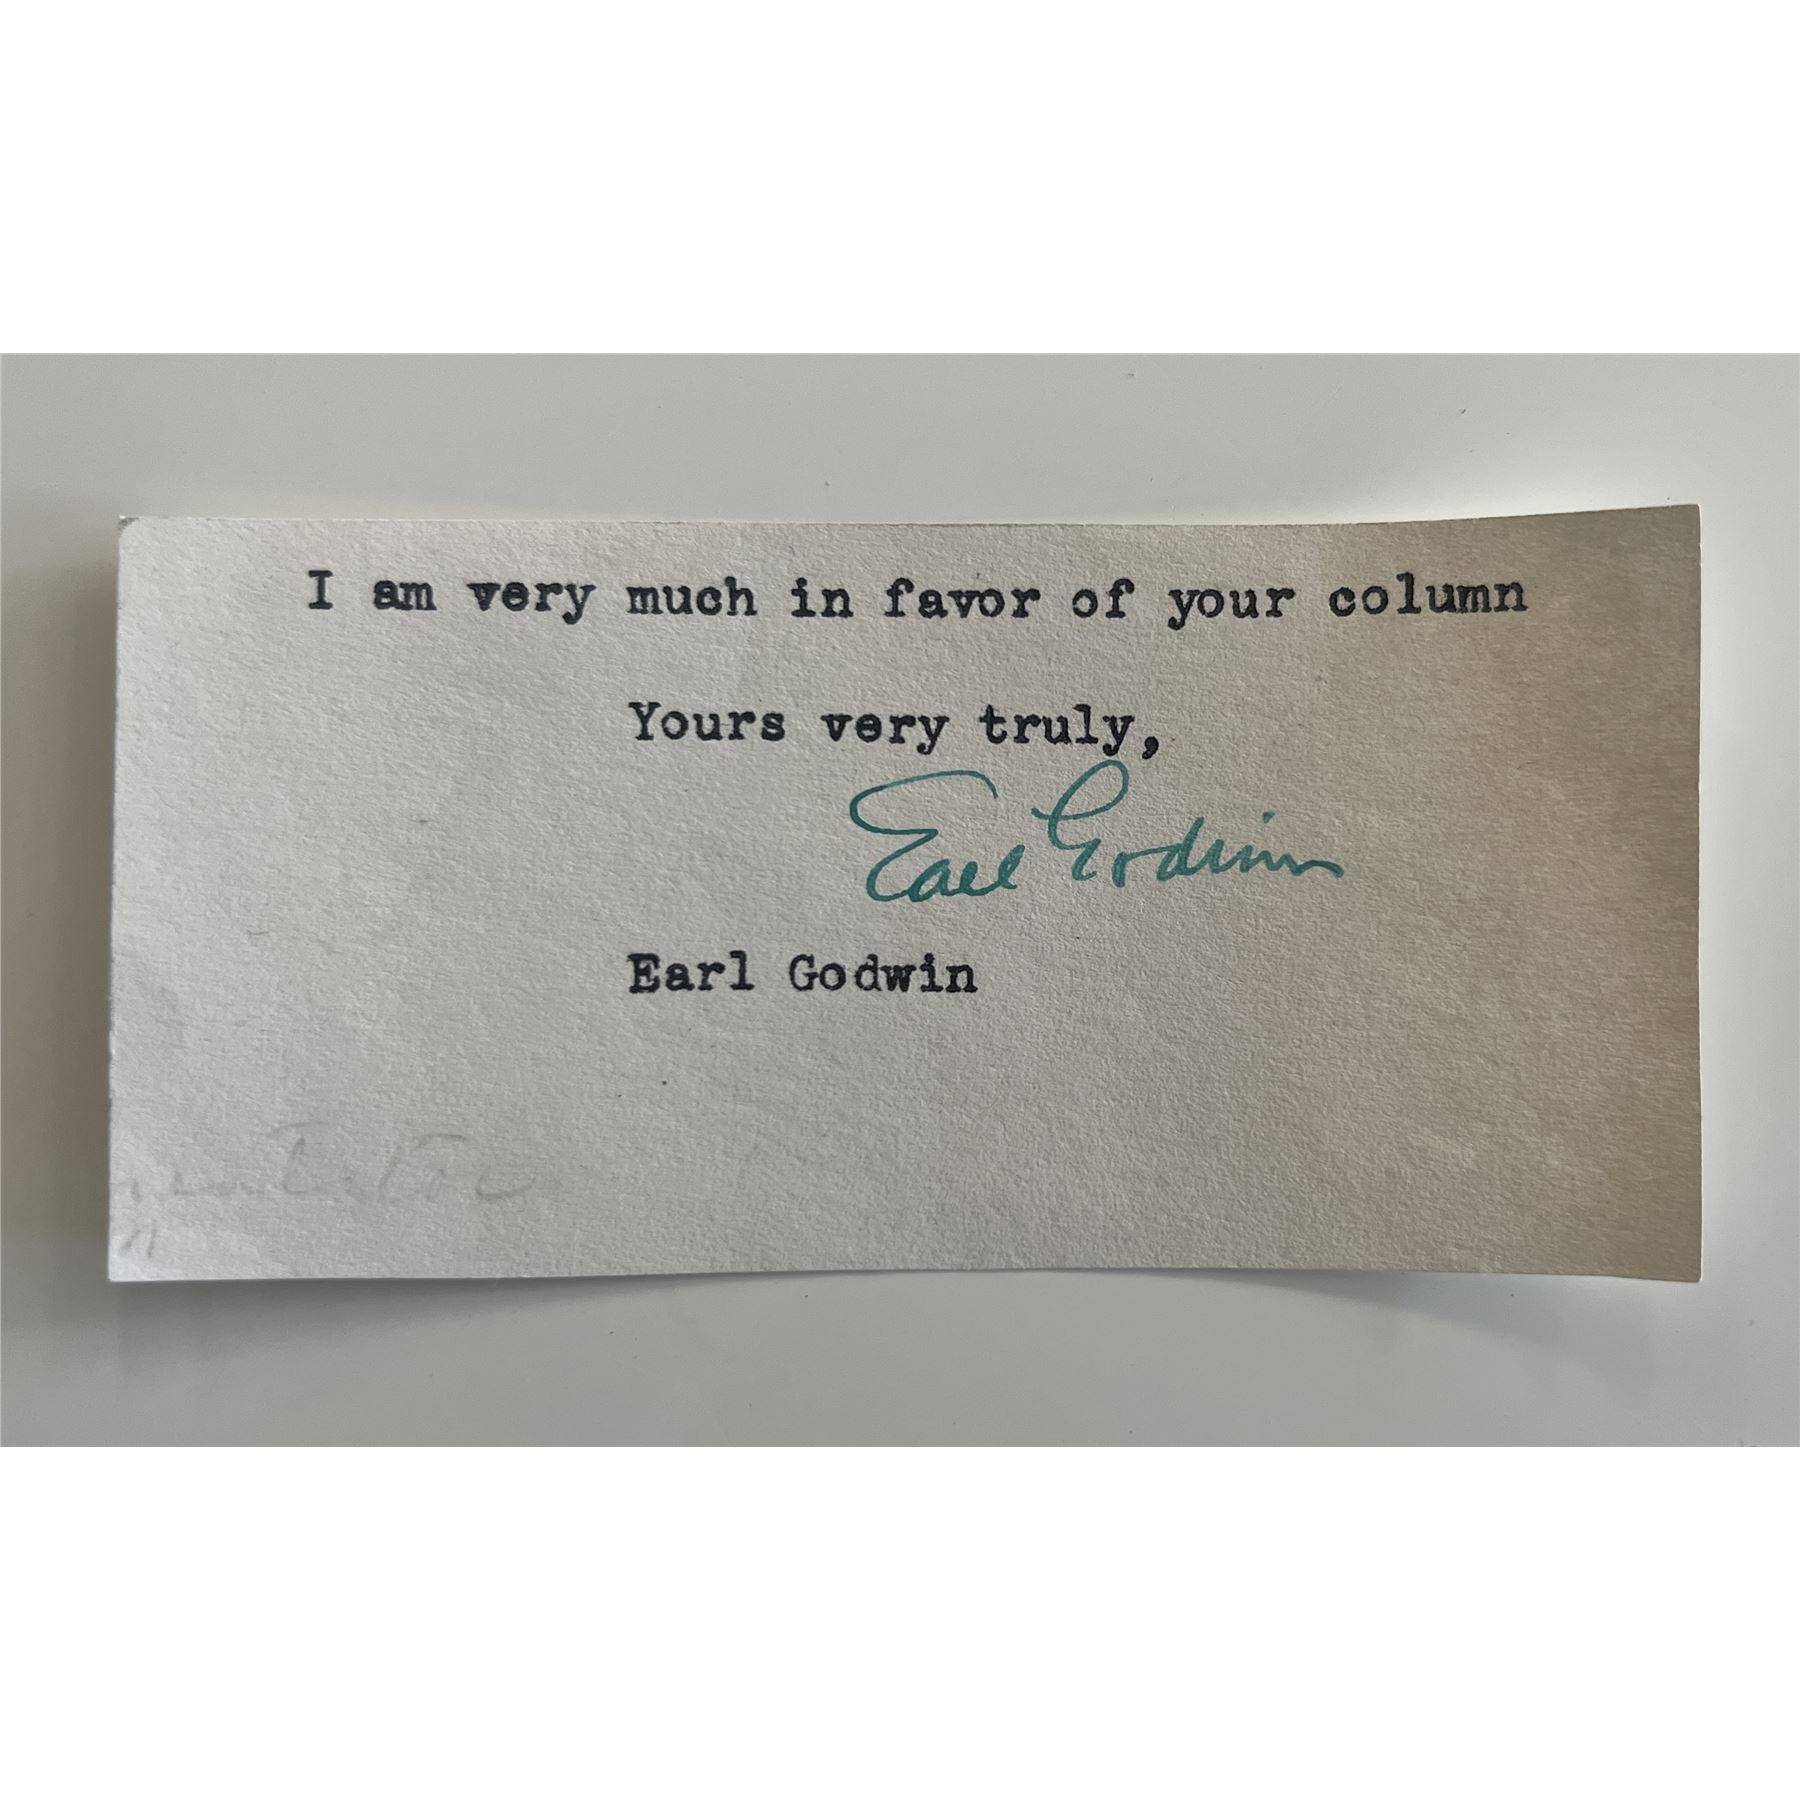 I am very much in favor of your column
Yours very truly,
Earl Godwin
Earl Godwin